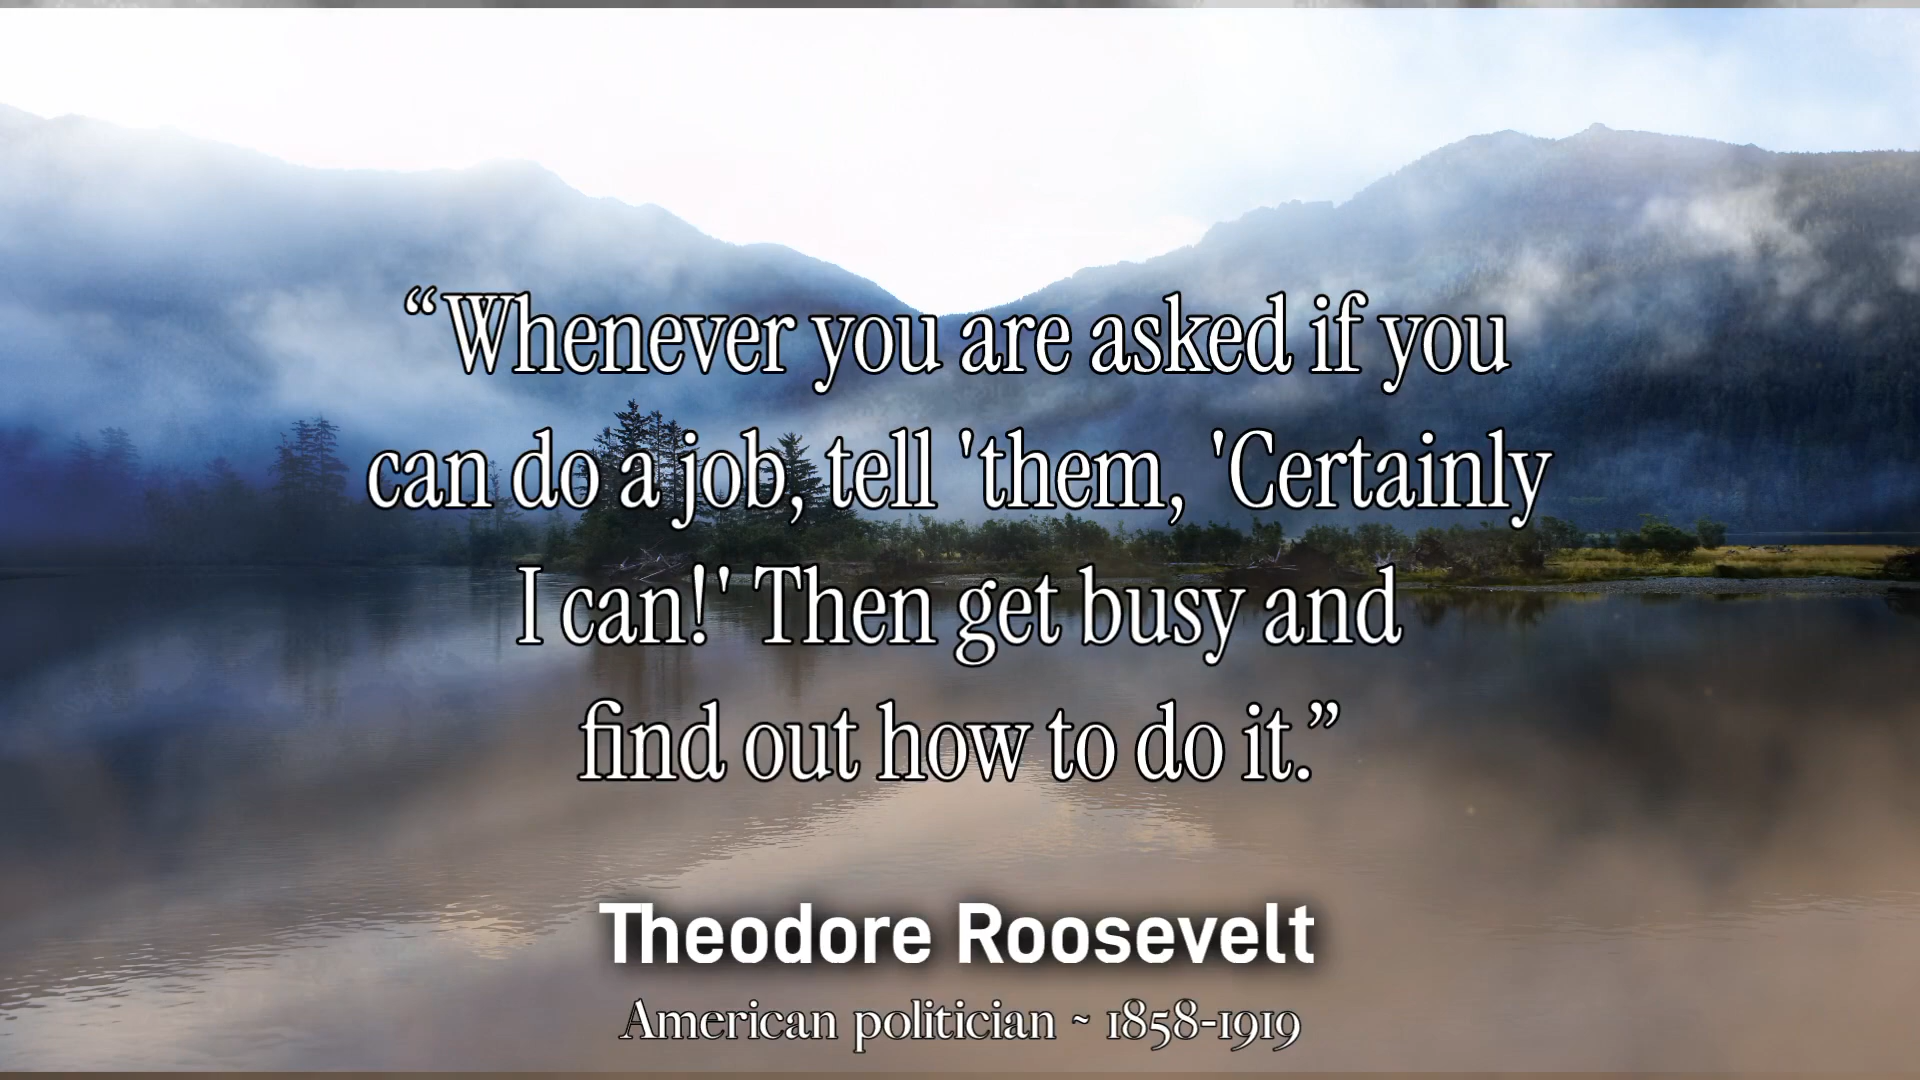 “Whenever you are asked if you
can do a job, tell 'them, 'Certainly
I can!' Then get busy and
find out how to do it.”
Theodore Roosevelt
American politician ~ 1858-1919